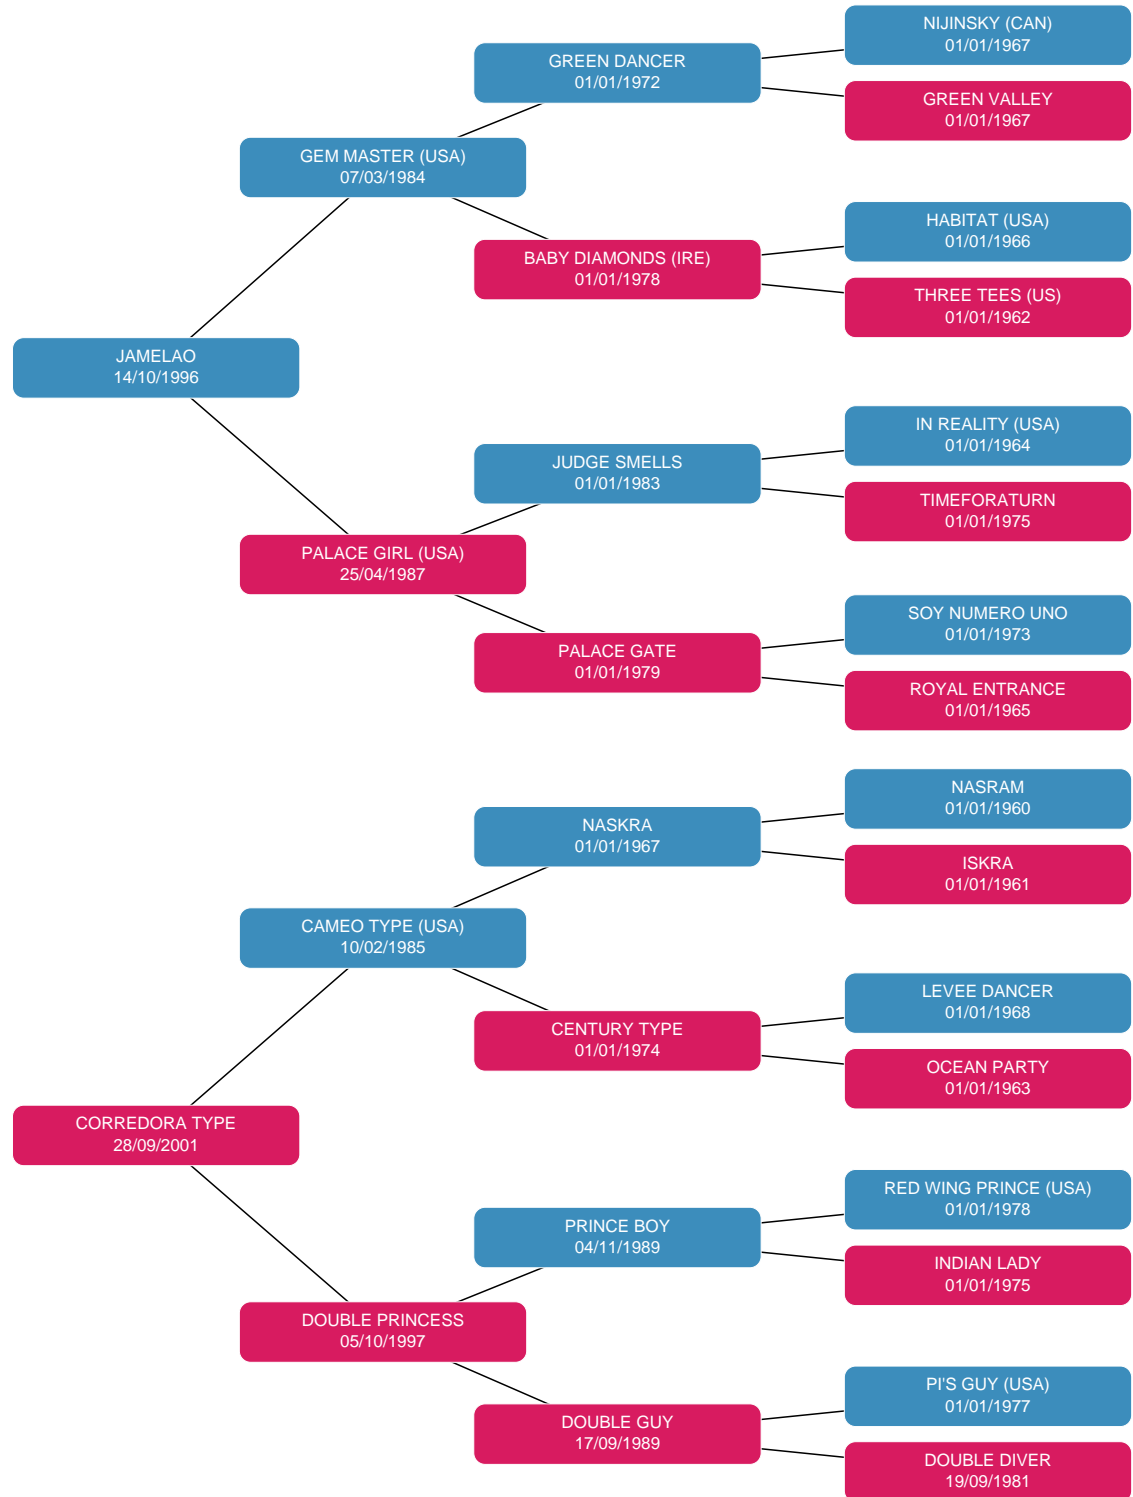 NIJINSKY (CAN)
01/01/1967
GREEN DANCER
01/01/1972
GREEN VALLEY
01/01/1967
GEM MASTER (USA)
07/03/1984
HABITAT (USA)
01/01/1966
BABY DIAMONDS (IRE)
01/01/1978
THREE TEES (US)
01/01/1962
JAMELAO
14/10/1996
IN REALITY (USA)
01/01/1964
JUDGE SMELLS
01/01/1983
TIMEFORATURN
01/01/1975
PALACE GIRL (USA)
25/04/1987
SOY NUMERO UNO
01/01/1973
PALACE GATE
01/01/1979
ROYAL ENTRANCE
01/01/1965
NASRAM
01/01/1960
NASKRA
01/01/1967
ISKRA
01/01/1961
CAMEO TYPE (USA)
10/02/1985
LEVEE DANCER
01/01/1968
CENTURY TYPE
01/01/1974
OCEAN PARTY
01/01/1963
CORREDORA TYPE
28/09/2001
RED WING PRINCE (USA)
01/01/1978
PRINCE BOY
04/11/1989
INDIAN LADY
01/01/1975
DOUBLE PRINCESS
05/10/1997
PI'S GUY (USA)
01/01/1977
DOUBLE GUY
17/09/1989
DOUBLE DIVER
19/09/1981